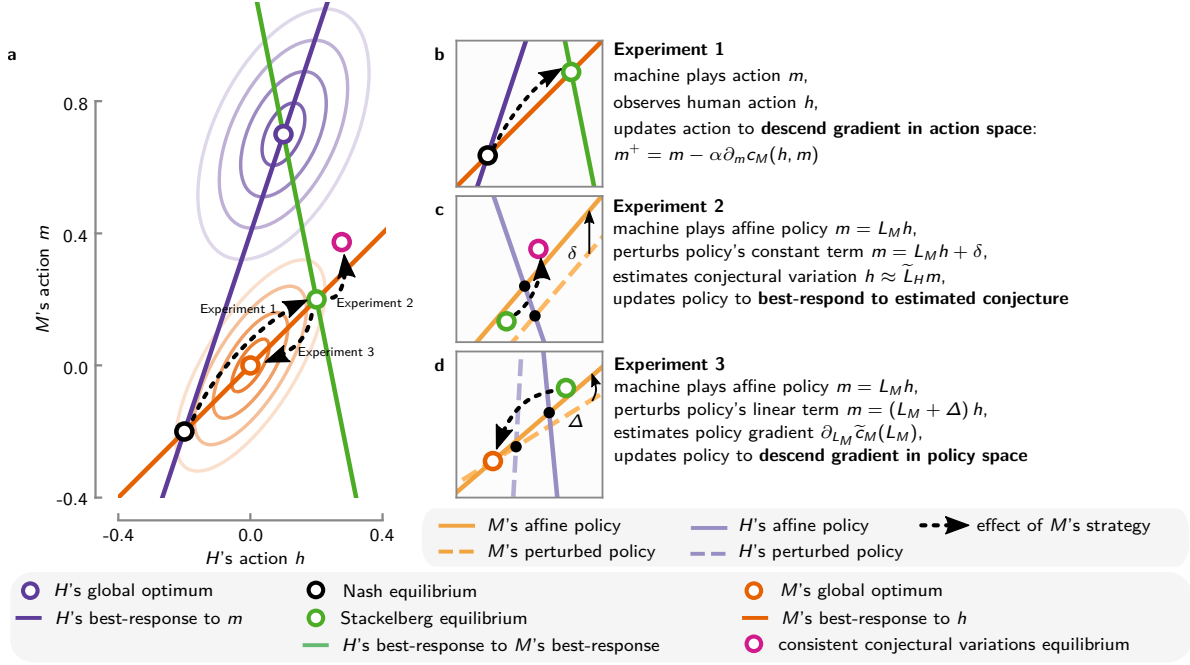 a
M's action m
0.8
0.4
0.0
-0.4
-0.4
0.0
0.4
H's action h
Experiment 1
Experiment 2
Experiment 3
b
Experiment 1
machine plays action m,
observes human action h,
updates action to descend gradient in action space:
m⁺ = m − α∂ₘc_M(h, m)
c
δ
Experiment 2
machine plays affine policy m = L_M h,
perturbs policy's constant term m = L_M h + δ,
estimates conjectural variation h ≈ L̃_H m,
updates policy to best-respond to estimated conjecture
d
Δ
Experiment 3
machine plays affine policy m = L_M h,
perturbs policy's linear term m = (L_M + Δ) h,
estimates policy gradient ∂_{L_M} c̃_M(L_M),
updates policy to descend gradient in policy space
M's affine policy
H's affine policy
effect of M's strategy
M's perturbed policy
H's perturbed policy
H's global optimum
Nash equilibrium
M's global optimum
H's best-response to m
Stackelberg equilibrium
M's best-response to h
H's best-response to M's best-response
consistent conjectural variations equilibrium